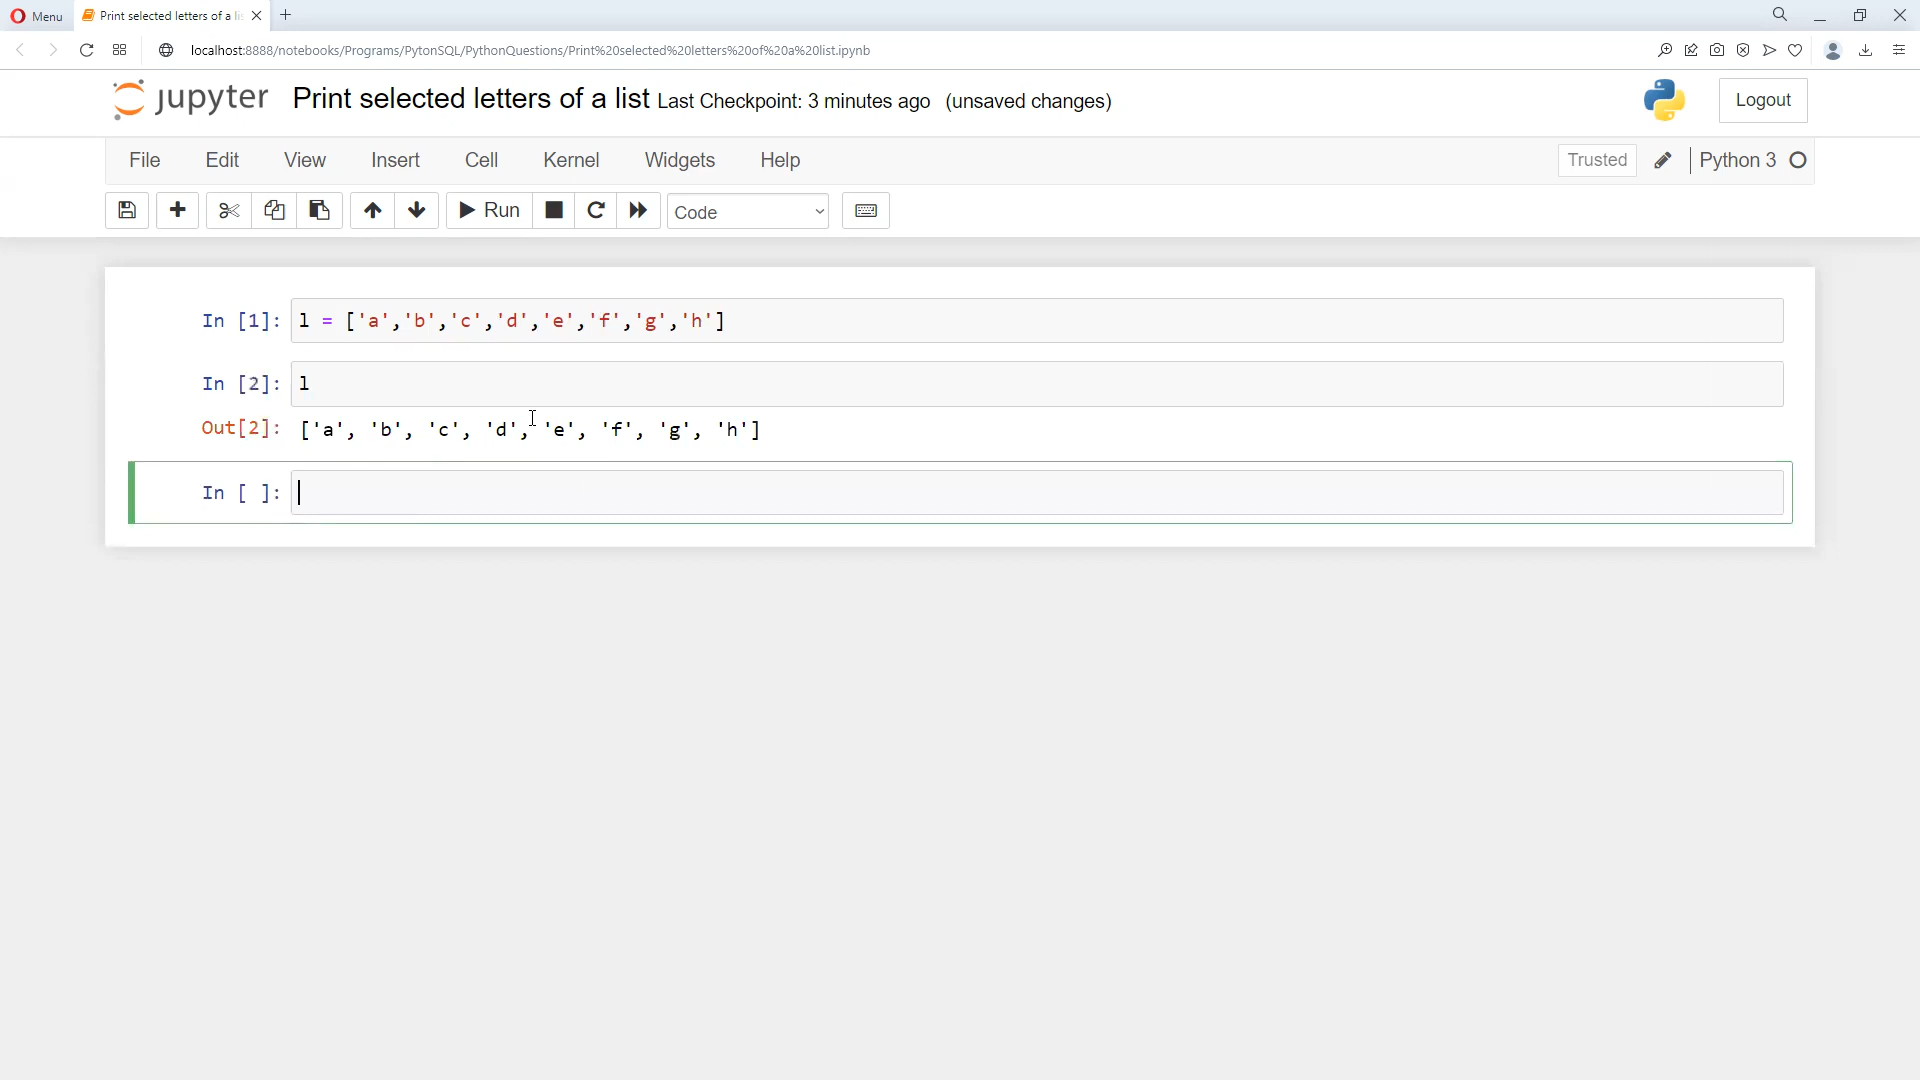 Menu
Print selected letters of a li
localhost:8888/notebooks/Programs/PytonSQL/PythonQuestions/Print%20selected%20letters%20of%20a%20list.ipynb
jupyter Print selected letters of a list Last Checkpoint: 3 minutes ago (unsaved changes)
Logout
File Edit View Insert Cell Kernel Widgets Help
Trusted Python 3
Run Code
In [1]: l = ['a','b','c','d','e','f','g','h']
In [2]: l
Out[2]: ['a', 'b', 'c', 'd', 'e', 'f', 'g', 'h']
In [ ]: